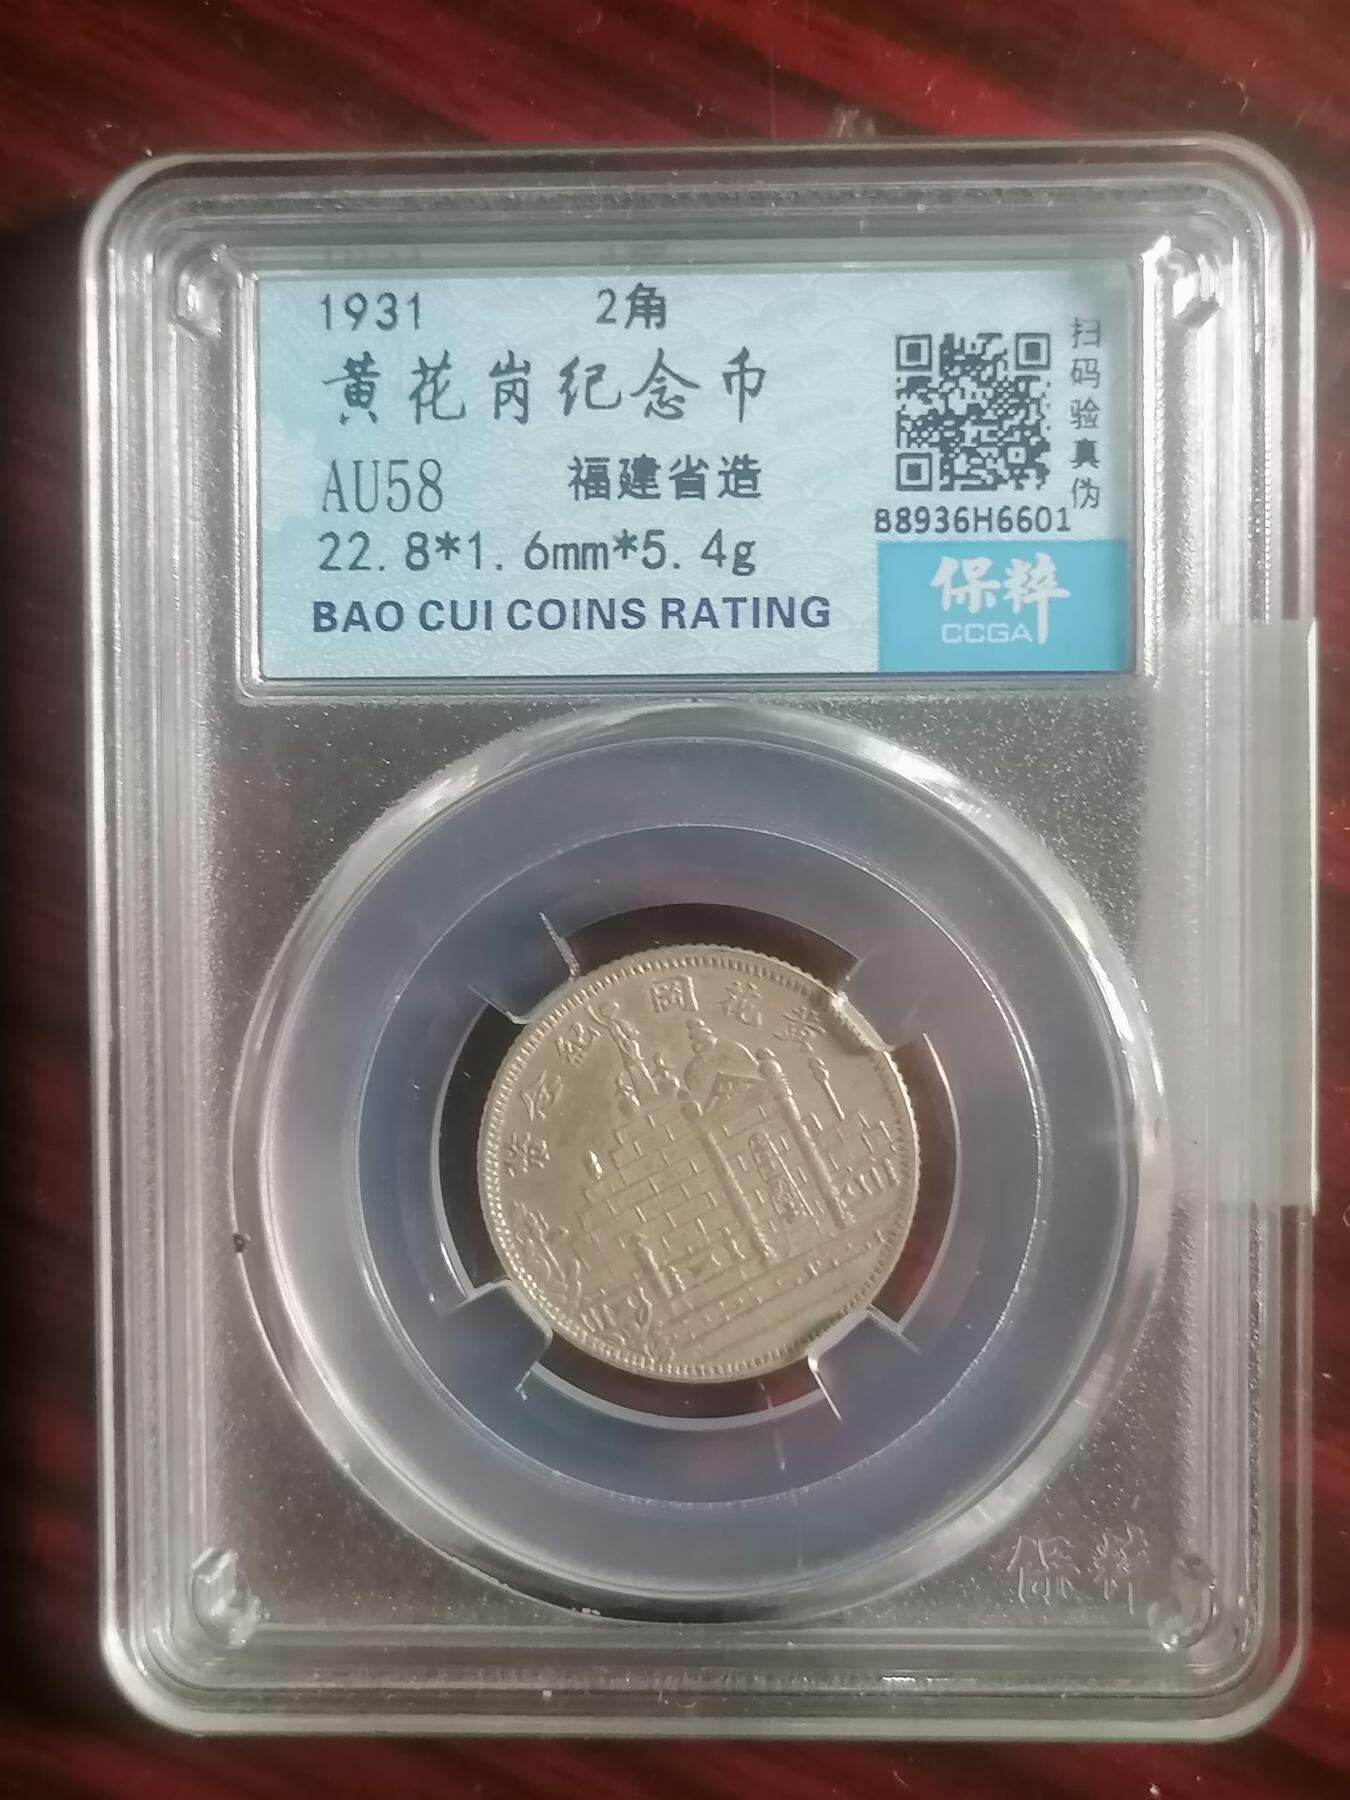 1931 2角
黄花岗纪念币
AU58 福建省造
22.8*1.6mm*5.4g
BAO CUI COINS RATING
扫码验真伪
B8936H6601
保粹
CCGA
黃花岡紀念幣
保粹